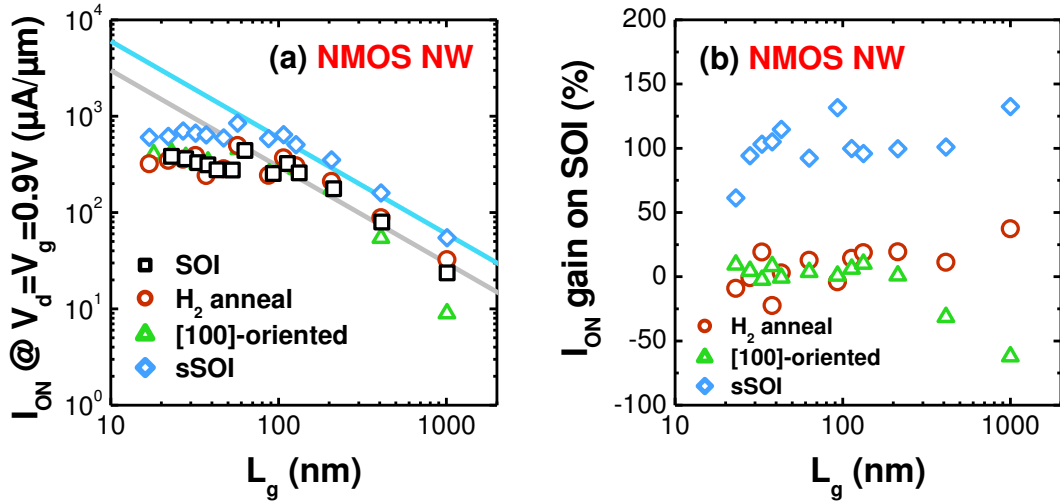 I_ON @ V_d=V_g=0.9V (µA/µm)
10^4
10^3
10^2
10^1
10^0
(a) NMOS NW
SOI
H_2 anneal
[100]-oriented
sSOI
10
100
1000
L_g (nm)
I_ON gain on SOI (%)
200
150
100
50
0
-50
-100
(b) NMOS NW
H_2 anneal
[100]-oriented
sSOI
10
100
1000
L_g (nm)